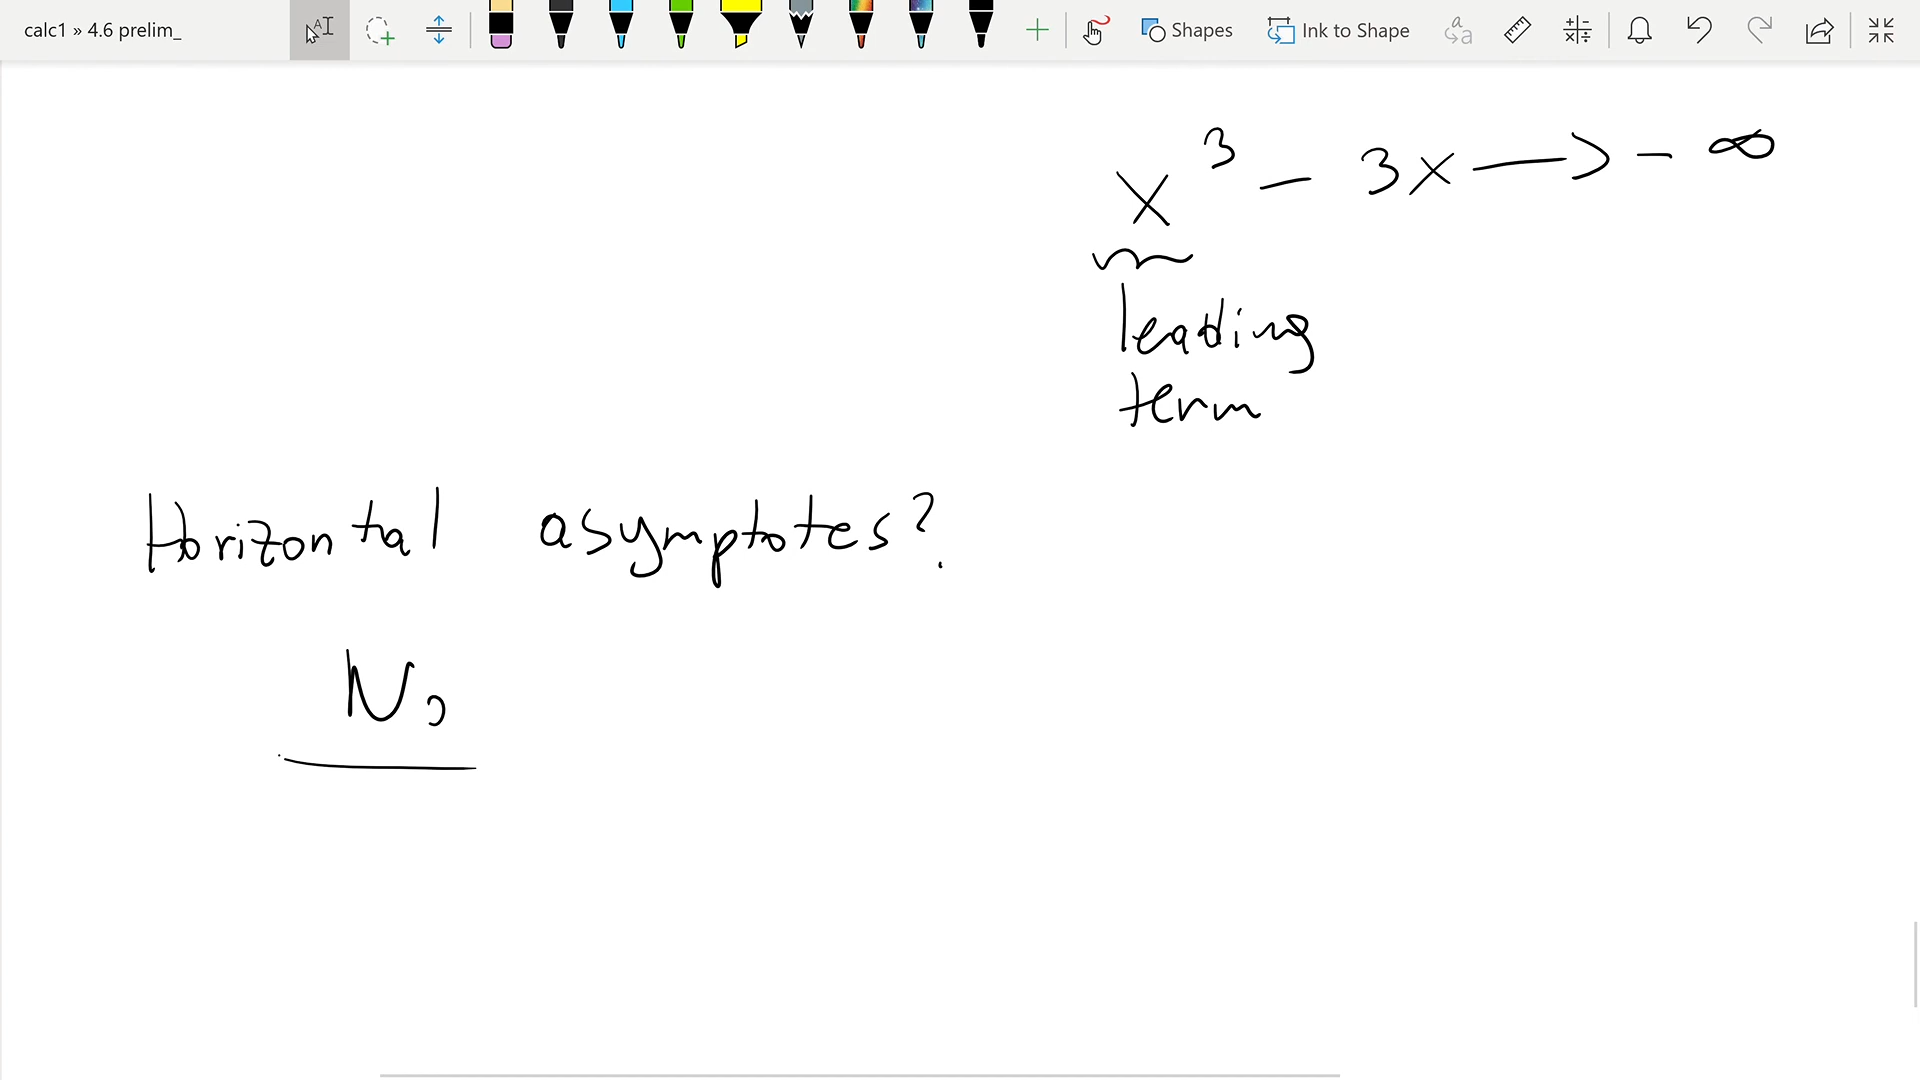 calc1 » 4.6 prelim_
Shapes
Ink to Shape
x³ − 3x → − ∞
leading
term
Horizontal asymptotes?
No